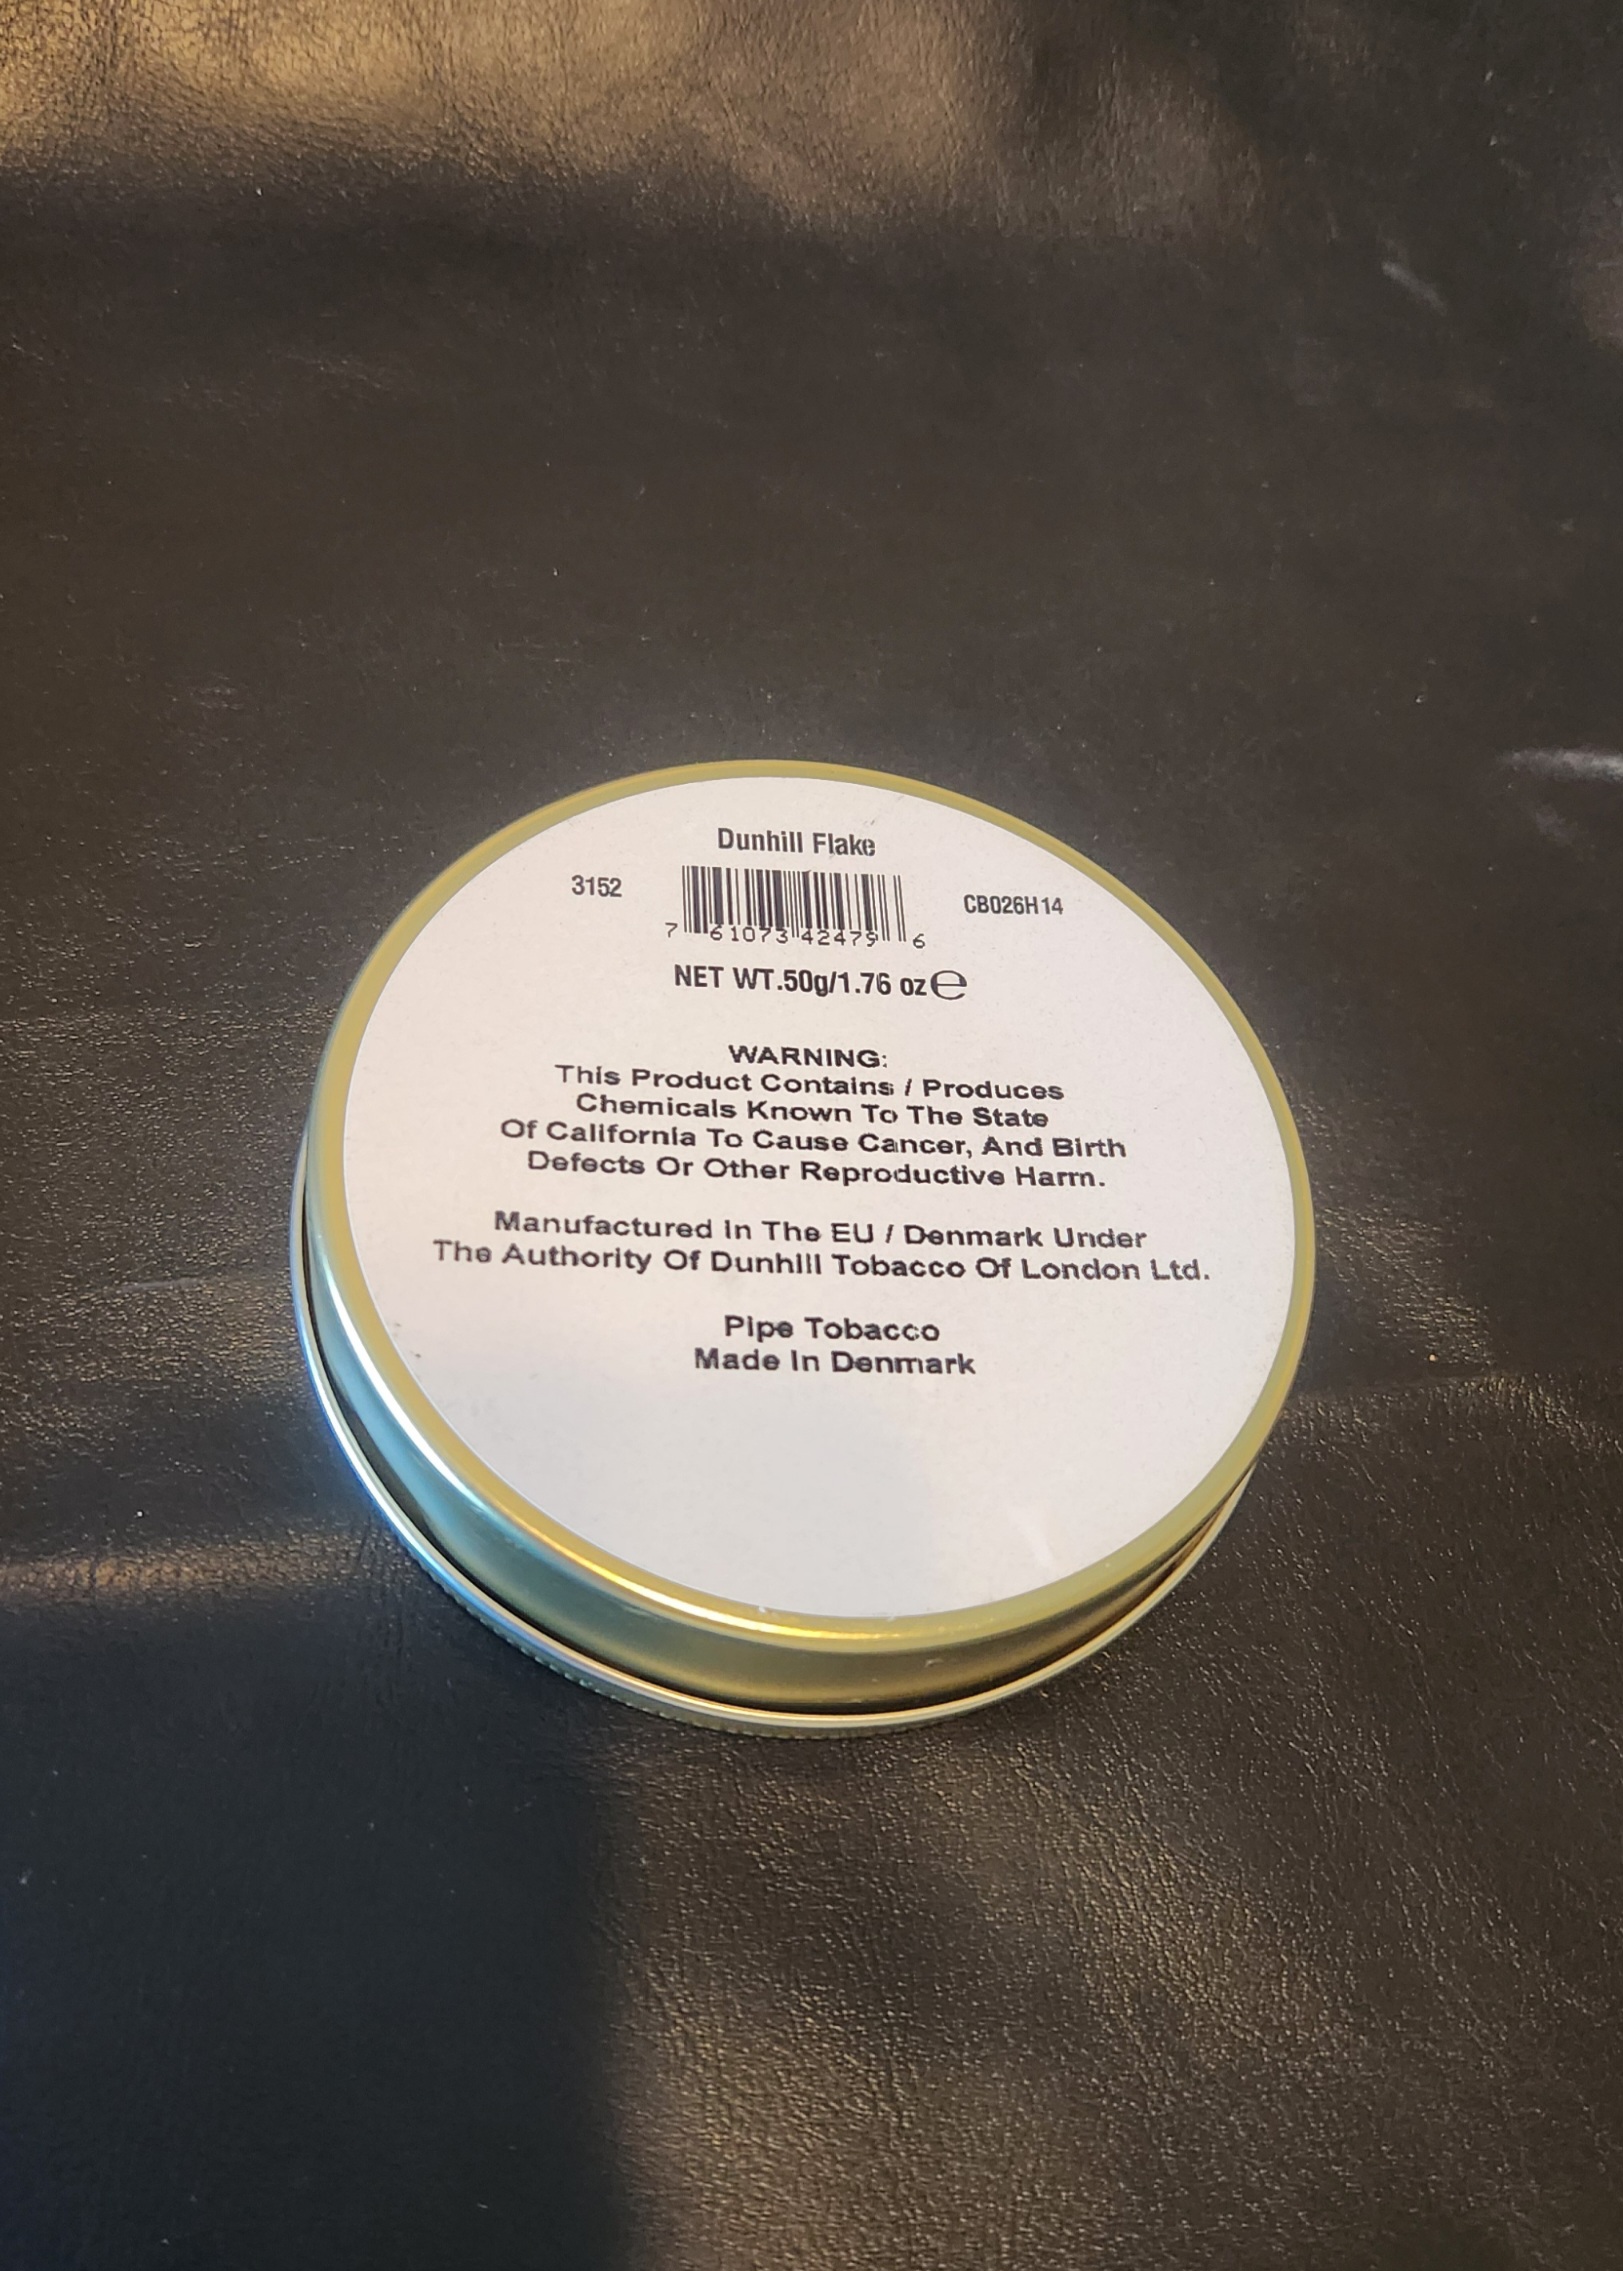 Dunhill Flake
3152
CB026H14
7 61073 42479 6
NET WT.50g/1.76 oz ℮
WARNING:
This Product Contains / Produces
Chemicals Known To The State
Of California To Cause Cancer, And Birth
Defects Or Other Reproductive Harm.
Manufactured In The EU / Denmark Under
The Authority Of Dunhill Tobacco Of London Ltd.
Pipe Tobacco
Made In Denmark